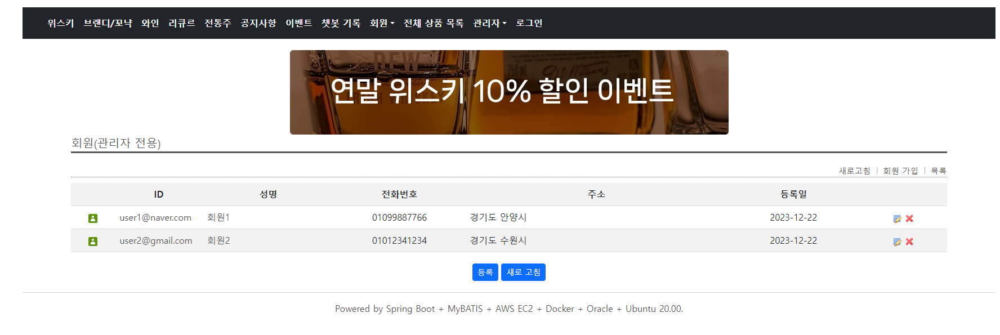 위스키 브랜디/꼬냑 와인 리큐르 전통주 공지사항 이벤트 챗봇 기록 회원 전체 상품 목록 관리자 로그인
DEW
연말 위스키 10% 할인 이벤트
회원(관리자 전용)
새로고침 | 회원 가입 | 목록
ID 성명 전화번호 주소 등록일
user1@naver.com 회원1 01099887766 경기도 안양시 2023-12-22
user2@gmail.com 회원2 01012341234 경기도 수원시 2023-12-22
등록 새로 고침
Powered by Spring Boot + MyBATIS + AWS EC2 + Docker + Oracle + Ubuntu 20.00.